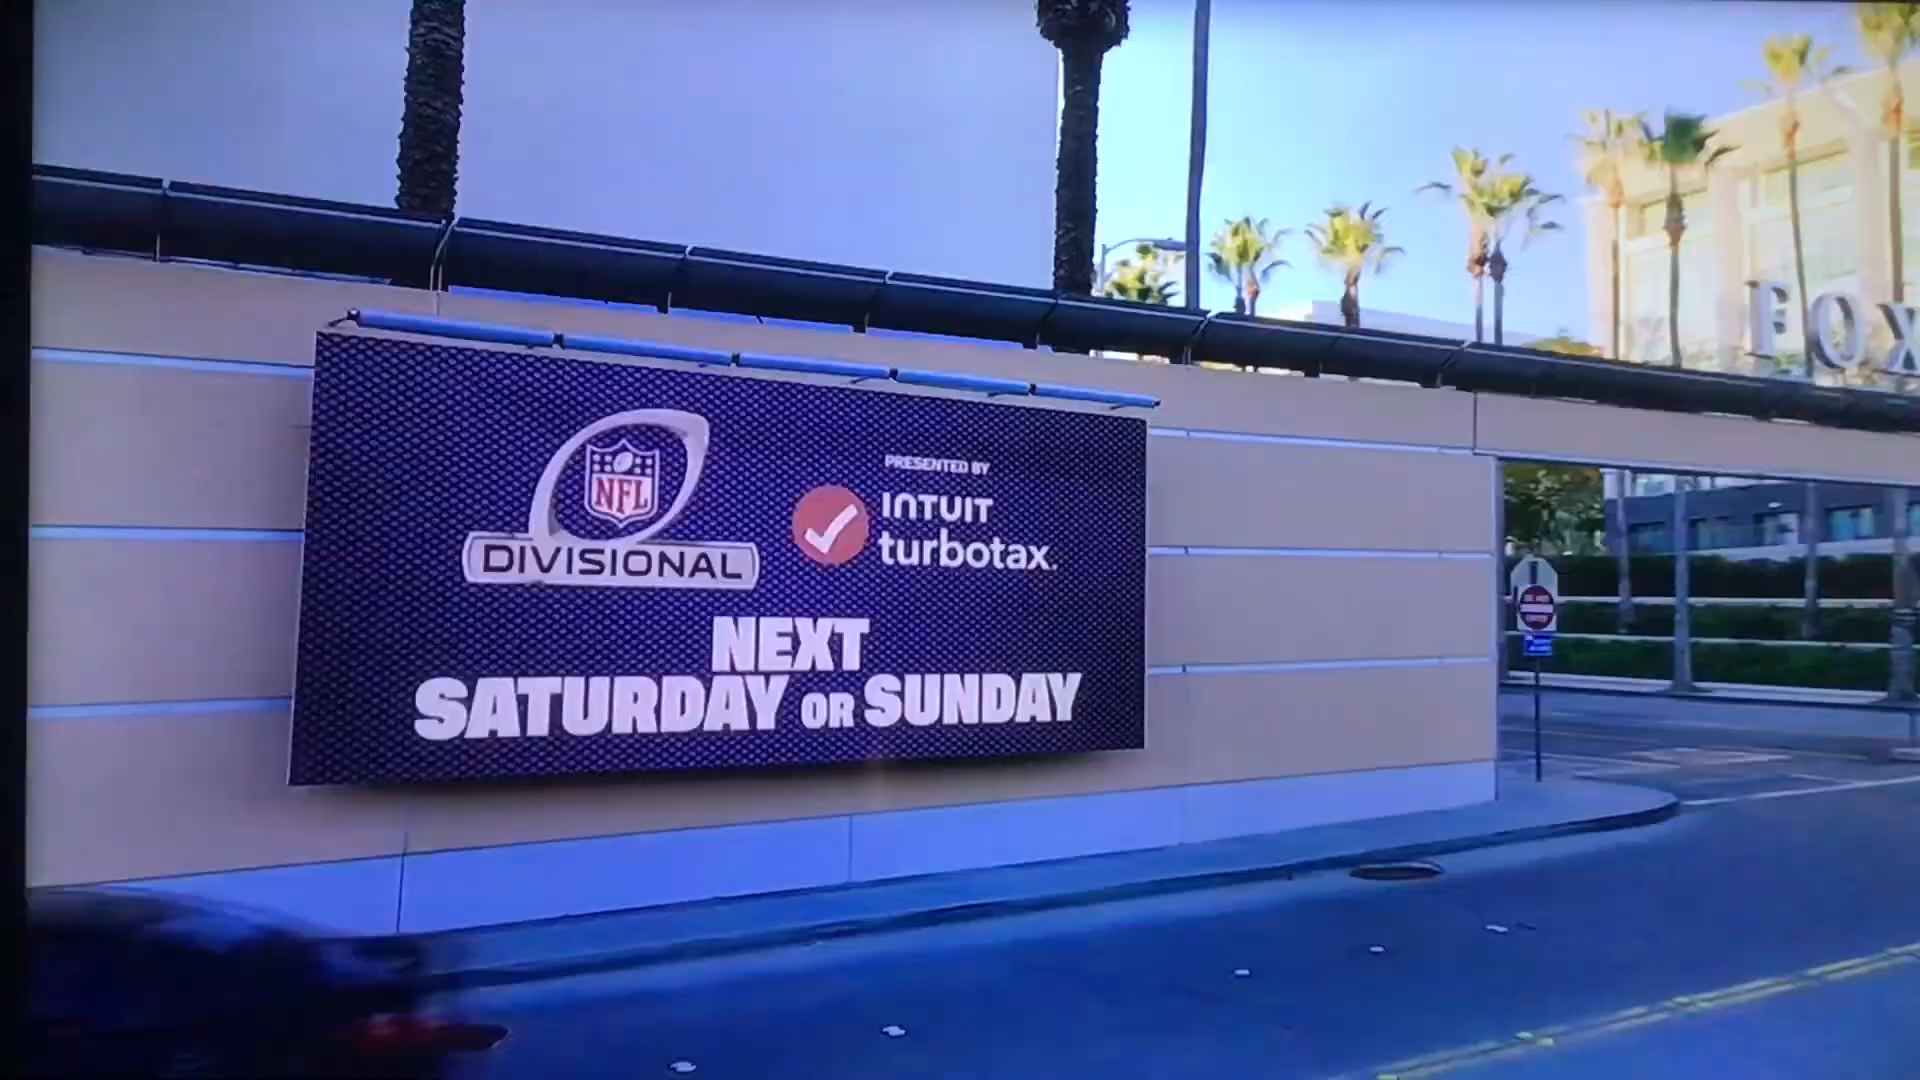 NFL
DIVISIONAL
PRESENTED BY
INTUIT
turbotax.
NEXT
SATURDAY OR SUNDAY
FOX